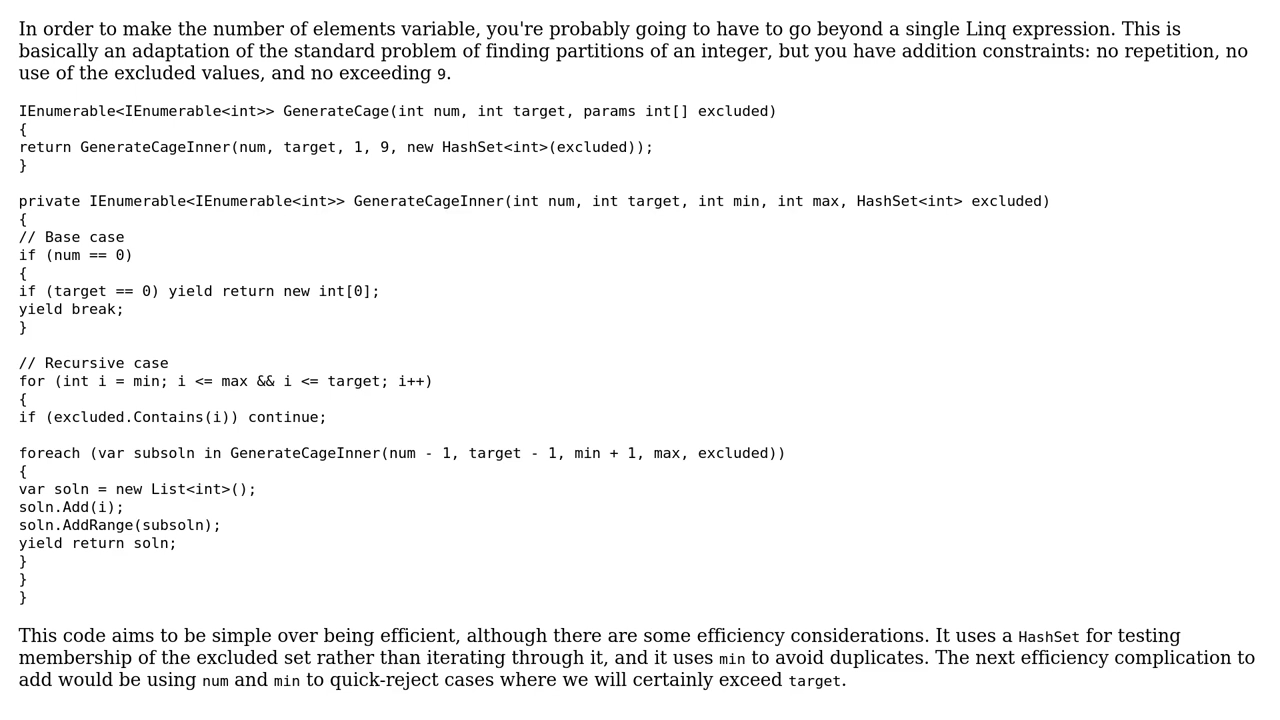 In order to make the number of elements variable, you're probably going to have to go beyond a single Linq expression. This is
basically an adaptation of the standard problem of finding partitions of an integer, but you have addition constraints: no repetition, no
use of the excluded values, and no exceeding 9.
IEnumerable<IEnumerable<int>> GenerateCage(int num, int target, params int[] excluded)
{
return GenerateCageInner(num, target, 1, 9, new HashSet<int>(excluded));
}
private IEnumerable<IEnumerable<int>> GenerateCageInner(int num, int target, int min, int max, HashSet<int> excluded)
{
// Base case
if (num == 0)
{
if (target == 0) yield return new int[0];
yield break;
}
// Recursive case
for (int i = min; i <= max && i <= target; i++)
{
if (excluded.Contains(i)) continue;
foreach (var subsoln in GenerateCageInner(num - 1, target - 1, min + 1, max, excluded))
{
var soln = new List<int>();
soln.Add(i);
soln.AddRange(subsoln);
yield return soln;
}
}
}
This code aims to be simple over being efficient, although there are some efficiency considerations. It uses a HashSet for testing
membership of the excluded set rather than iterating through it, and it uses min to avoid duplicates. The next efficiency complication to
add would be using num and min to quick-reject cases where we will certainly exceed target.